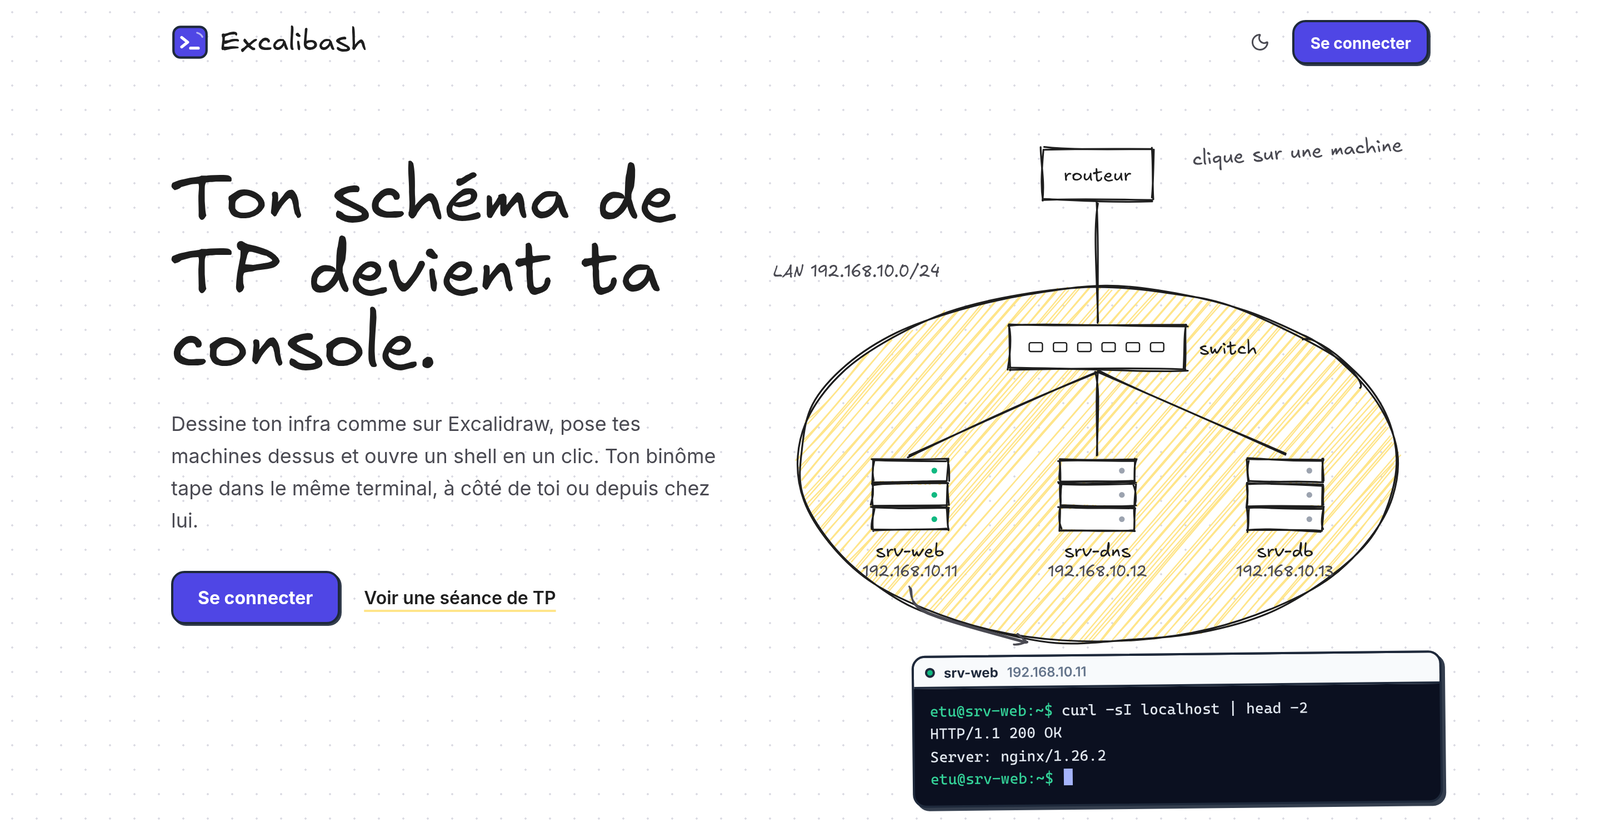 Excalibash
Se connecter
Ton schéma de
TP devient ta
console.
Dessine ton infra comme sur Excalidraw, pose tes
machines dessus et ouvre un shell en un clic. Ton binôme
tape dans le même terminal, à côté de toi ou depuis chez
lui.
Se connecter
Voir une séance de TP
clique sur une machine
routeur
LAN 192.168.10.0/24
switch
srv-web
192.168.10.11
srv-dns
192.168.10.12
srv-db
192.168.10.13
srv-web 192.168.10.11
etu@srv-web:~$ curl -sI localhost | head -2
HTTP/1.1 200 OK
Server: nginx/1.26.2
etu@srv-web:~$